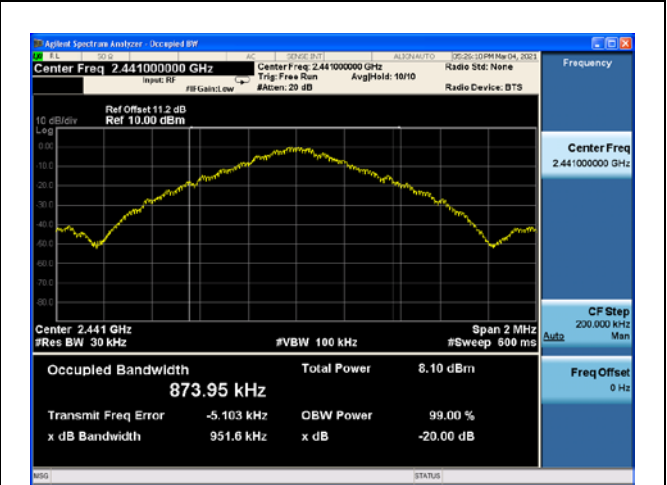 Agilent Spectrum Analyzer - Occupied BW
RL 50 Ω AC SENSE:INT ALIGNAUTO 05:26:10 PM Mar 04, 2021
Center Freq 2.441000000 GHz Center Freq: 2.441000000 GHz Radio Std: None
Input: RF Trig: Free Run Avg|Hold: 10/10
#IFGain:Low #Atten: 20 dB Radio Device: BTS
Frequency
Ref Offset 11.2 dB
10 dB/div Ref 10.00 dBm
Log
0.00
-10.0
-20.0
-30.0
-40.0
-50.0
-60.0
-70.0
-80.0
Center Freq
2.441000000 GHz
Center 2.441 GHz Span 2 MHz
#Res BW 30 kHz #VBW 100 kHz #Sweep 600 ms
CF Step
200.000 kHz
Auto Man
Occupied Bandwidth Total Power 8.10 dBm
873.95 kHz
Transmit Freq Error -5.103 kHz OBW Power 99.00 %
x dB Bandwidth 951.6 kHz x dB -20.00 dB
Freq Offset
0 Hz
MSG STATUS